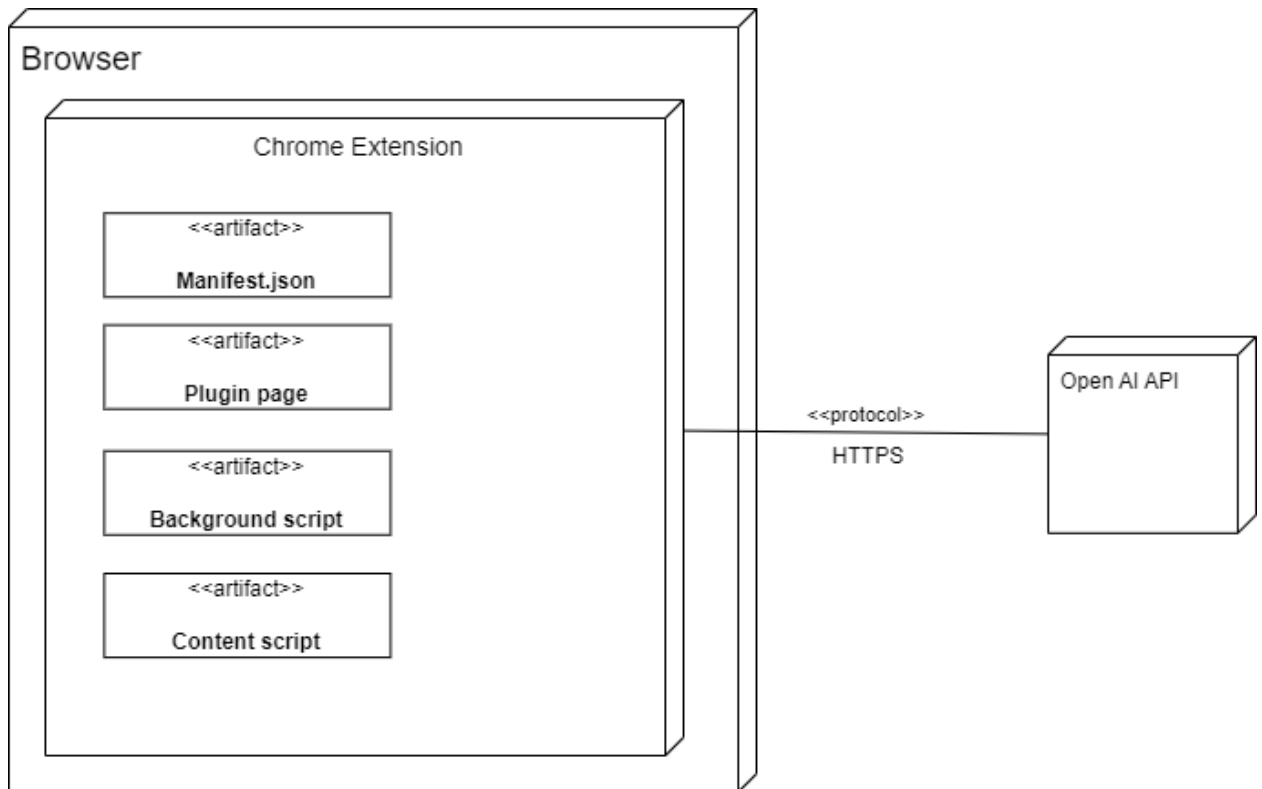 Browser
Chrome Extension
<<artifact>>
Manifest.json
<<artifact>>
Plugin page
<<artifact>>
Background script
<<artifact>>
Content script
<<protocol>>
HTTPS
Open AI API